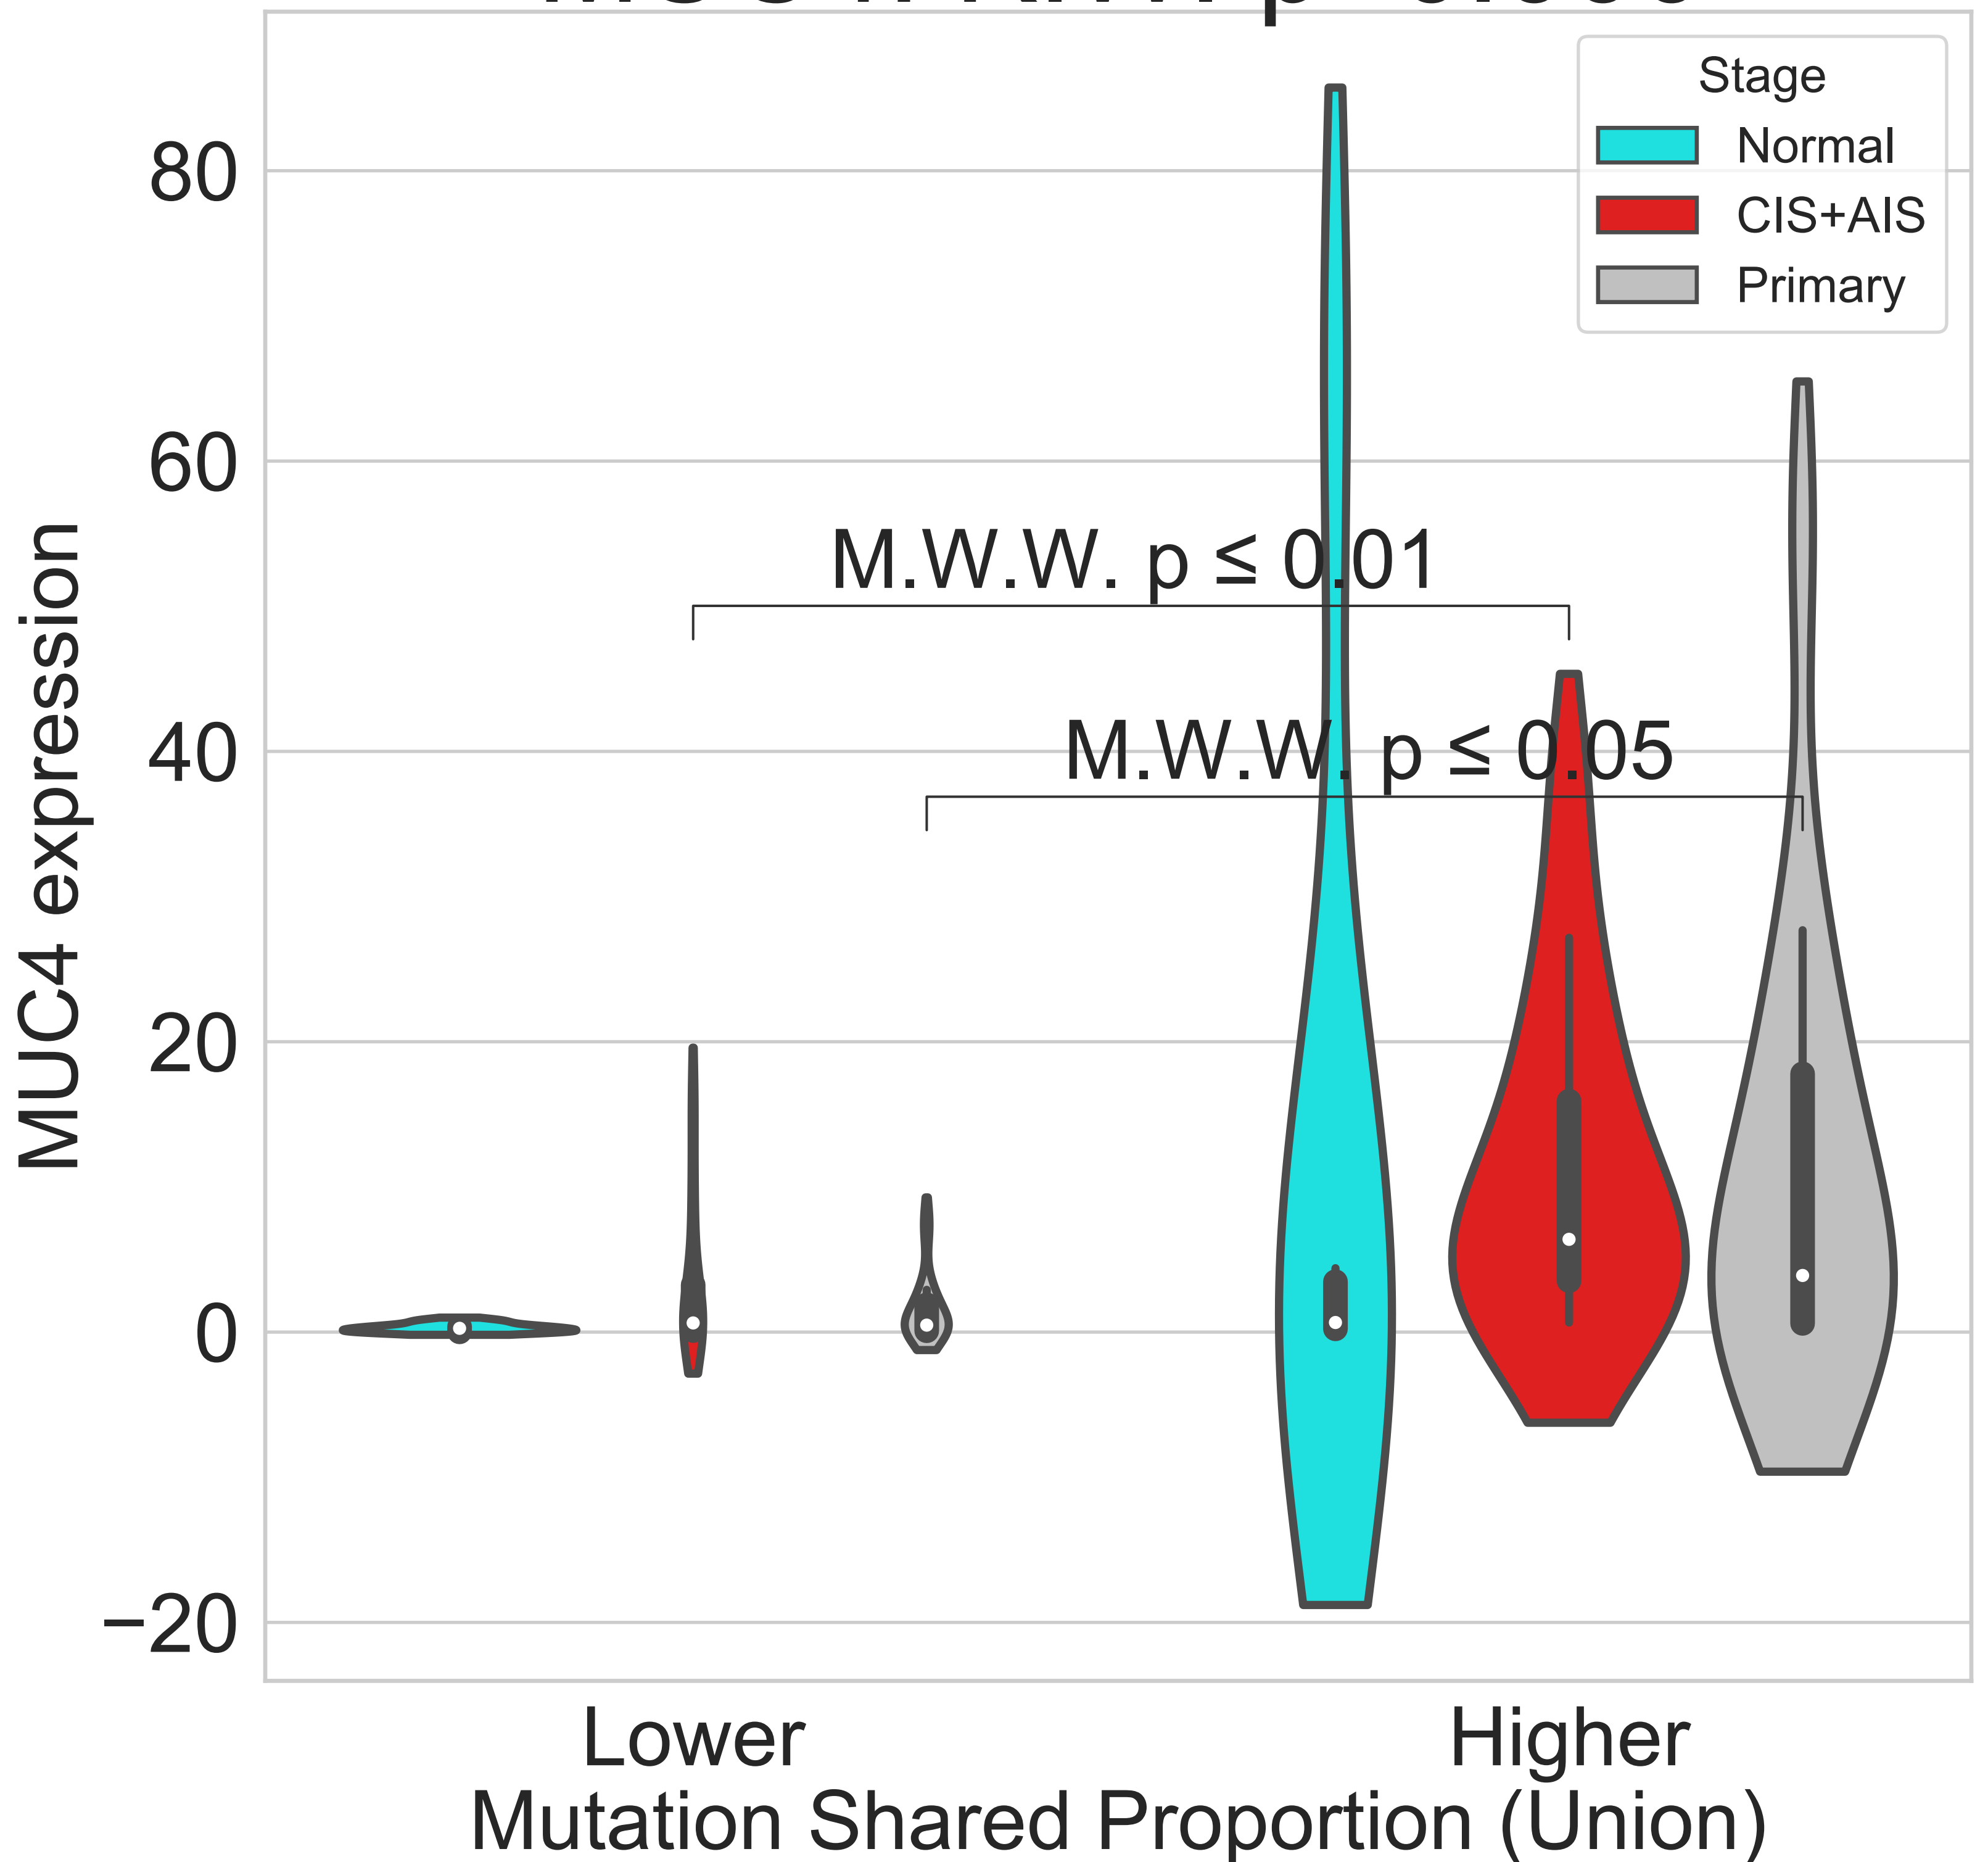 Stage
Normal
CIS+AIS
Primary
80
60
40
20
0
−20
MUC4 expression
M.W.W. p ≤ 0.01
M.W.W. p ≤ 0.05
Lower
Higher
Mutation Shared Proportion (Union)